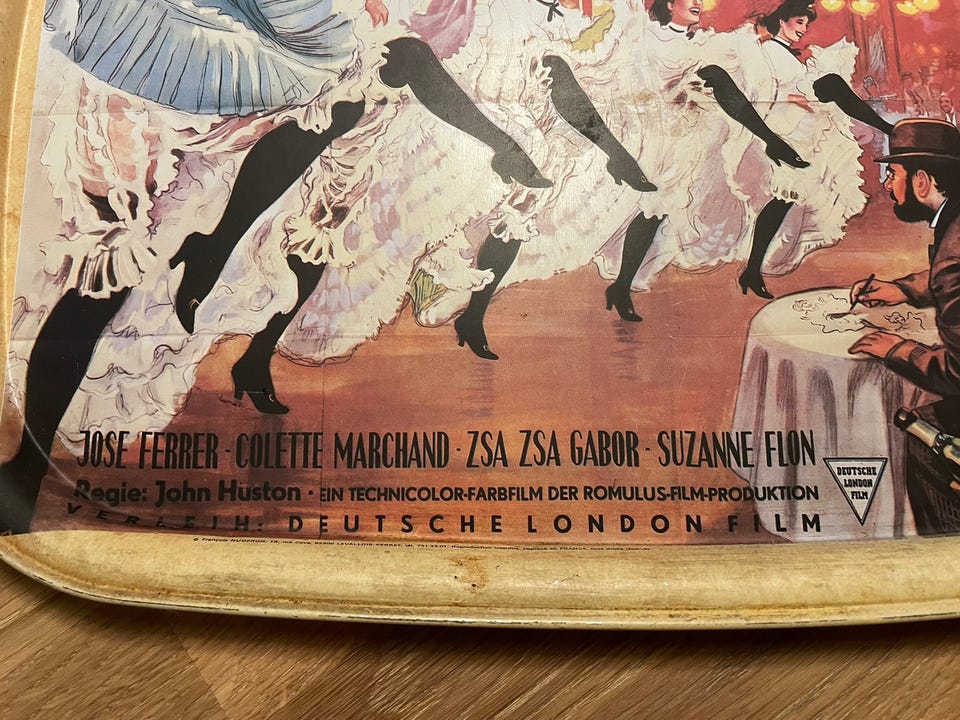 JOSE FERRER · COLETTE MARCHAND · ZSA ZSA GABOR · SUZANNE FLON
Regie: John Huston · EIN TECHNICOLOR-FARBFILM DER ROMULUS-FILM-PRODUKTION
VERLEIH: DEUTSCHE LONDON FILM
DEUTSCHE
LONDON
FILM